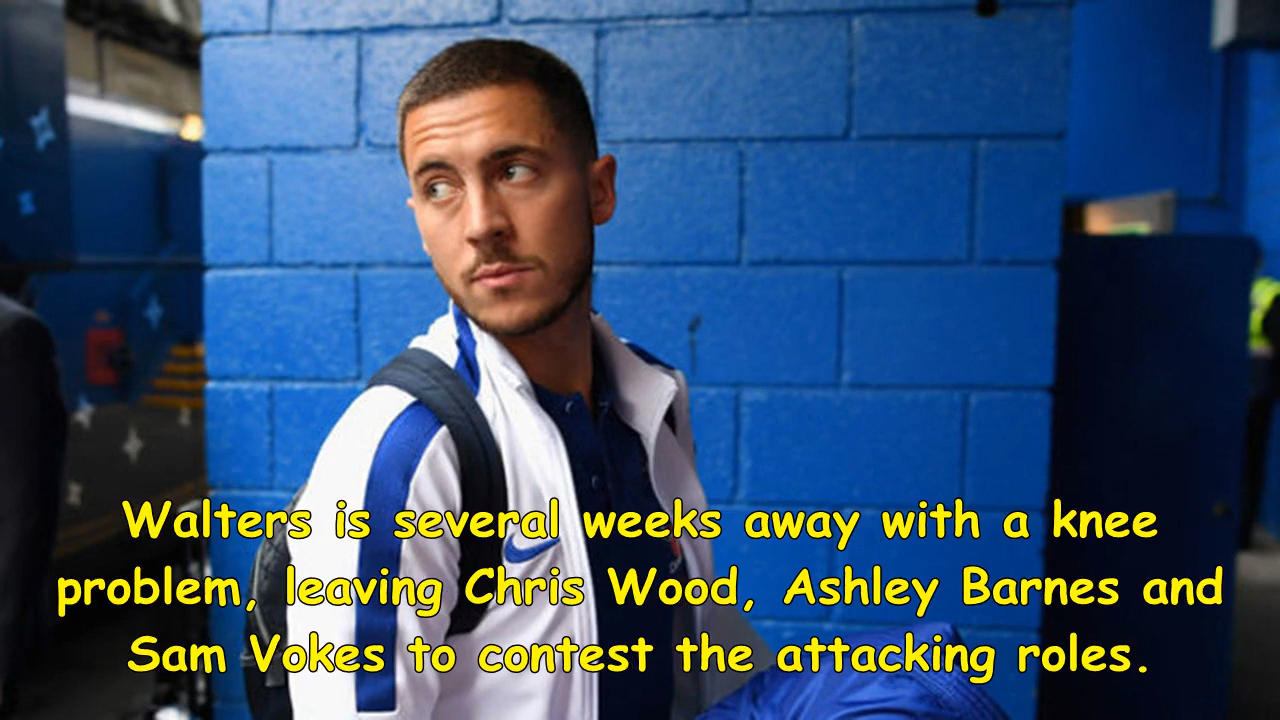 Walters is several weeks away with a knee
problem, leaving Chris Wood, Ashley Barnes and
Sam Vokes to contest the attacking roles.